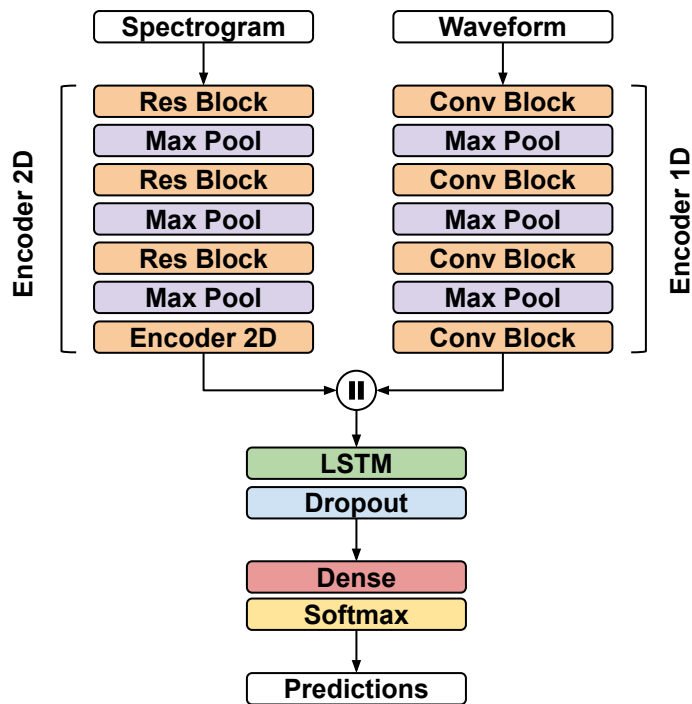 Spectrogram
Waveform
Encoder 2D
Res Block
Max Pool
Res Block
Max Pool
Res Block
Max Pool
Encoder 2D
Conv Block
Max Pool
Conv Block
Max Pool
Conv Block
Max Pool
Conv Block
Encoder 1D
LSTM
Dropout
Dense
Softmax
Predictions